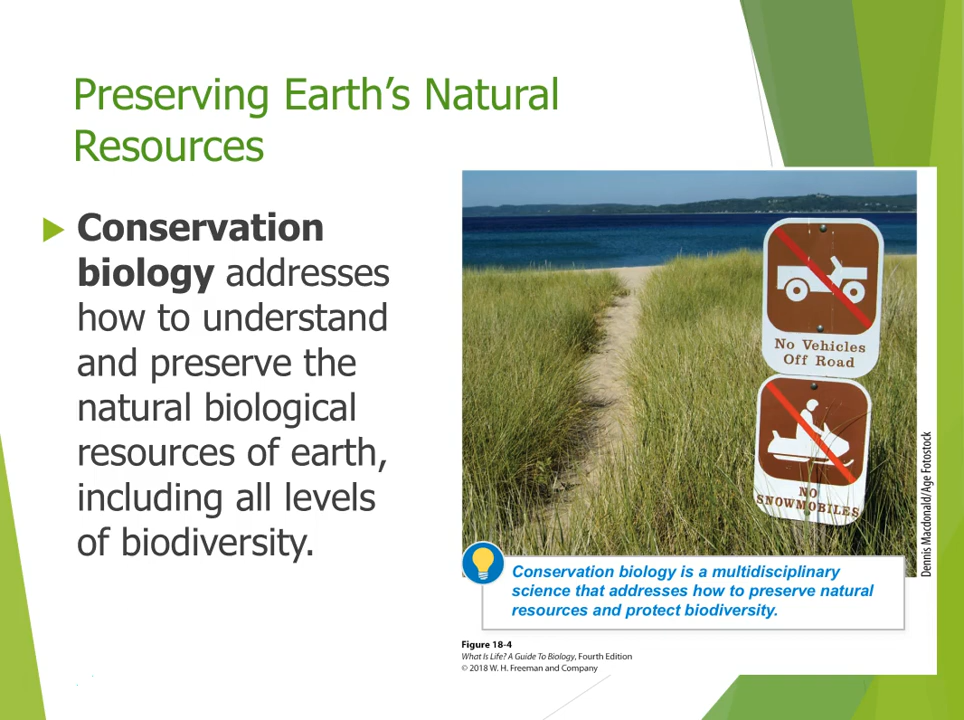 Preserving Earth's Natural
Resources
Conservation
biology addresses
how to understand
and preserve the
natural biological
resources of earth,
including all levels
of biodiversity.
No Vehicles
Off Road
NO
SNOWMOBILES
Dennis Macdonald/Age Fotostock
Conservation biology is a multidisciplinary
science that addresses how to preserve natural
resources and protect biodiversity.
Figure 18-4
What Is Life? A Guide To Biology, Fourth Edition
© 2018 W. H. Freeman and Company